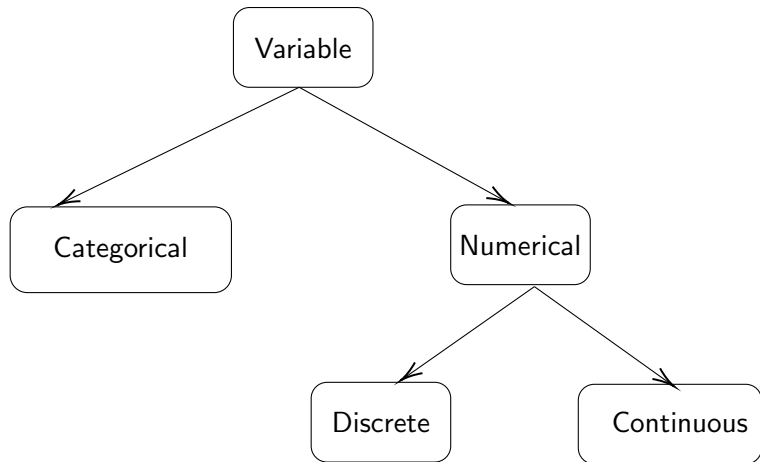 Variable
Categorical
Numerical
Discrete
Continuous